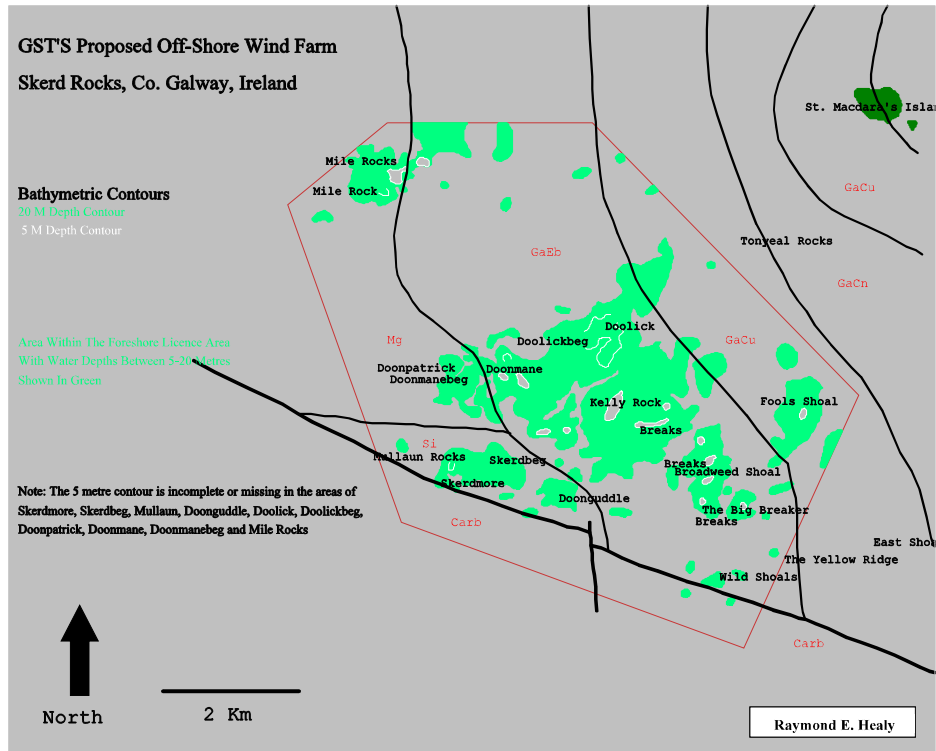 GST'S Proposed Off-Shore Wind Farm
Skerd Rocks, Co. Galway, Ireland
St. Macdara's Islan
Mile Rocks
Mile Rock
GaCu
Bathymetric Contours
20 M Depth Contour
5 M Depth Contour
Tonyeal Rocks
GaEb
GaCn
Doolick
Doolickbeg
Mg
GaCu
Area Within The Foreshore Licence Area
With Water Depths Between 5-20 Metres
Shown In Green
Doonpatrick
Doonmane
Doonmanebeg
Kelly Rock
Fools Shoal
Breaks
Si
Mullaun Rocks
Skerdbeg
Breaks
Broadweed Shoal
Skerdmore
Note: The 5 metre contour is incomplete or missing in the areas of
Skerdmore, Skerdbeg, Mullaun, Doonguddle, Doolick, Doolickbeg,
Doonpatrick, Doonmane, Doonmanebeg and Mile Rocks
Doonguddle
The Big Breaker
Breaks
Carb
East Shoa
The Yellow Ridge
Wild Shoals
Carb
North
2 Km
Raymond E. Healy